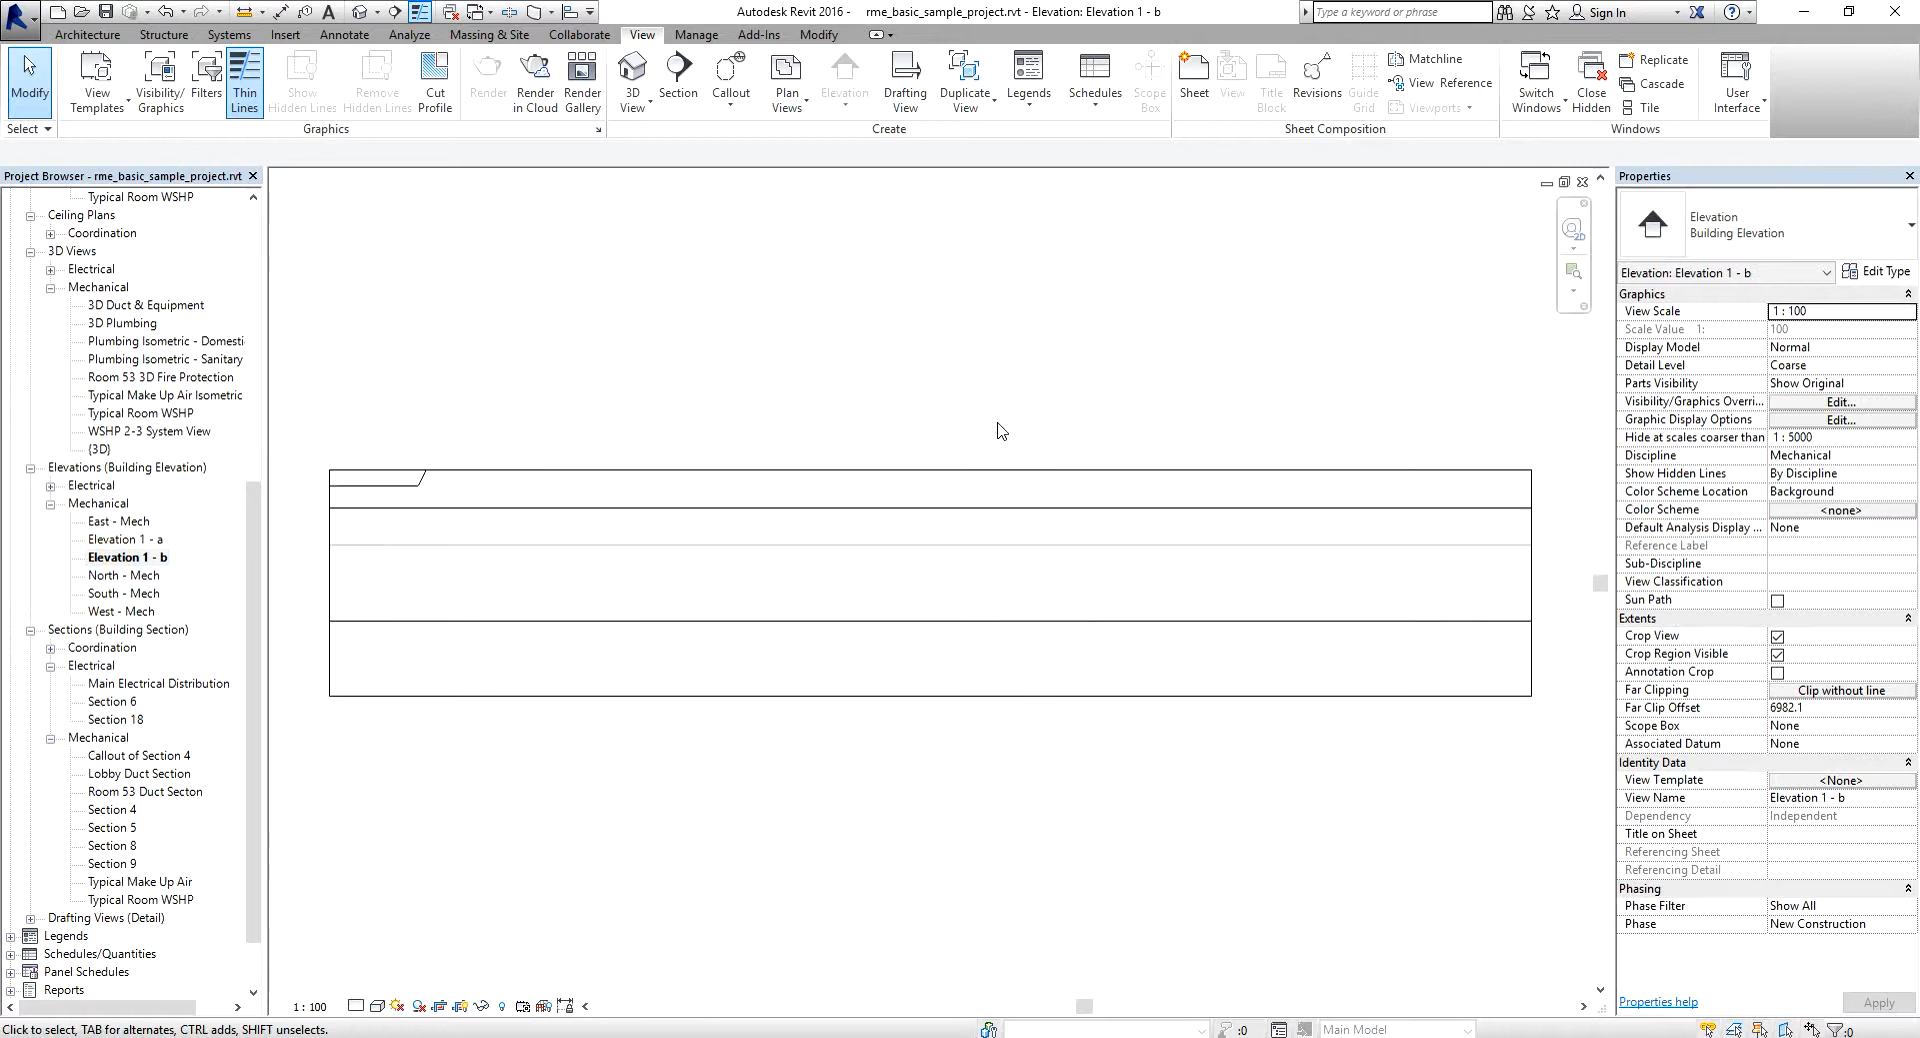 Autodesk Revit 2016 - rme_basic_sample_project.rvt - Elevation: Elevation 1 - b
Type a keyword or phrase
Sign In
Architecture Structure Systems Insert Annotate Analyze Massing & Site Collaborate View Manage Add-Ins Modify
Modify
View Templates
Visibility/ Graphics
Filters
Thin Lines
Show Hidden Lines
Remove Hidden Lines
Cut Profile
Render
Render in Cloud
Render Gallery
3D View
Section
Callout
Plan Views
Elevation
Drafting View
Duplicate View
Legends
Schedules
Scope Box
Sheet
View
Title Block
Revisions
Guide Grid
Matchline
View Reference
Viewports
Switch Windows
Close Hidden
Replicate
Cascade
Tile
User Interface
Select
Graphics
Create
Sheet Composition
Windows
Project Browser - rme_basic_sample_project.rvt
Typical Room WSHP
Ceiling Plans
Coordination
3D Views
Electrical
Mechanical
3D Duct & Equipment
3D Plumbing
Plumbing Isometric - Domesti
Plumbing Isometric - Sanitary
Room 53 3D Fire Protection
Typical Make Up Air Isometric
Typical Room WSHP
WSHP 2-3 System View
{3D}
Elevations (Building Elevation)
Electrical
Mechanical
East - Mech
Elevation 1 - a
Elevation 1 - b
North - Mech
South - Mech
West - Mech
Sections (Building Section)
Coordination
Electrical
Main Electrical Distribution
Section 6
Section 18
Mechanical
Callout of Section 4
Lobby Duct Section
Room 53 Duct Secton
Section 4
Section 5
Section 8
Section 9
Typical Make Up Air
Typical Room WSHP
Drafting Views (Detail)
Legends
Schedules/Quantities
Panel Schedules
Reports
2D
1 : 100
Properties
Elevation
Building Elevation
Elevation: Elevation 1 - b
Edit Type
Graphics
View Scale 1 : 100
Scale Value 1: 100
Display Model Normal
Detail Level Coarse
Parts Visibility Show Original
Visibility/Graphics Overri... Edit...
Graphic Display Options Edit...
Hide at scales coarser than 1 : 5000
Discipline Mechanical
Show Hidden Lines By Discipline
Color Scheme Location Background
Color Scheme <none>
Default Analysis Display ... None
Reference Label
Sub-Discipline
View Classification
Sun Path
Extents
Crop View
Crop Region Visible
Annotation Crop
Far Clipping Clip without line
Far Clip Offset 6982.1
Scope Box None
Associated Datum None
Identity Data
View Template <None>
View Name Elevation 1 - b
Dependency Independent
Title on Sheet
Referencing Sheet
Referencing Detail
Phasing
Phase Filter Show All
Phase New Construction
Properties help
Apply
Click to select, TAB for alternates, CTRL adds, SHIFT unselects.
:0
Main Model
:0